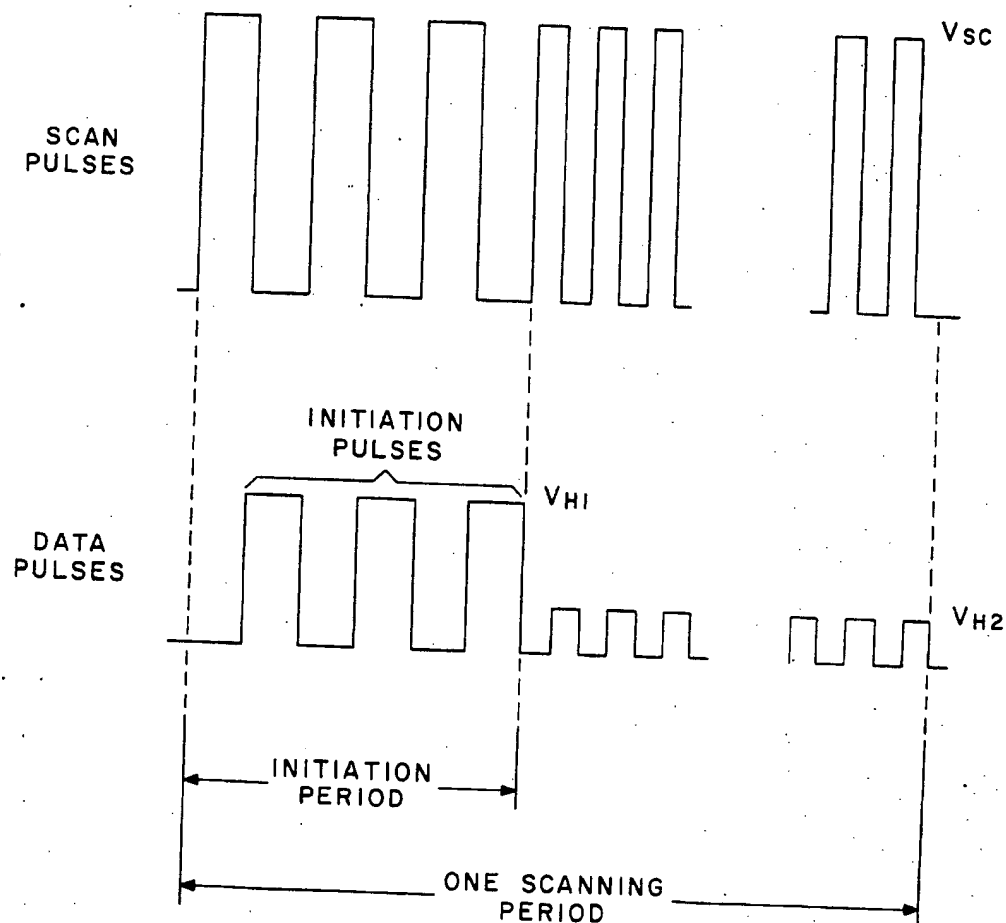 VSC
SCAN
PULSES
INITIATION
PULSES
VH1
DATA
PULSES
VH2
INITIATION
PERIOD
ONE SCANNING
PERIOD